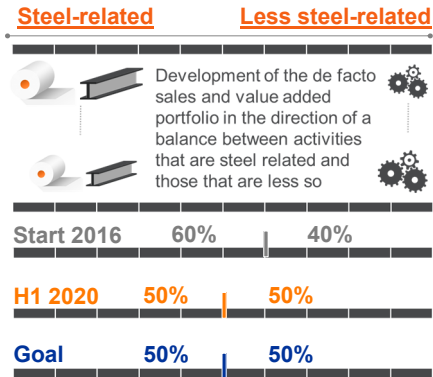 Steel-related Less steel-related
Development of the de facto
sales and value added
portfolio in the direction of a
balance between activities
that are steel related and
those that are less so
Start 2016 60% 40%
H1 2020 50% 50%
Goal 50% 50%